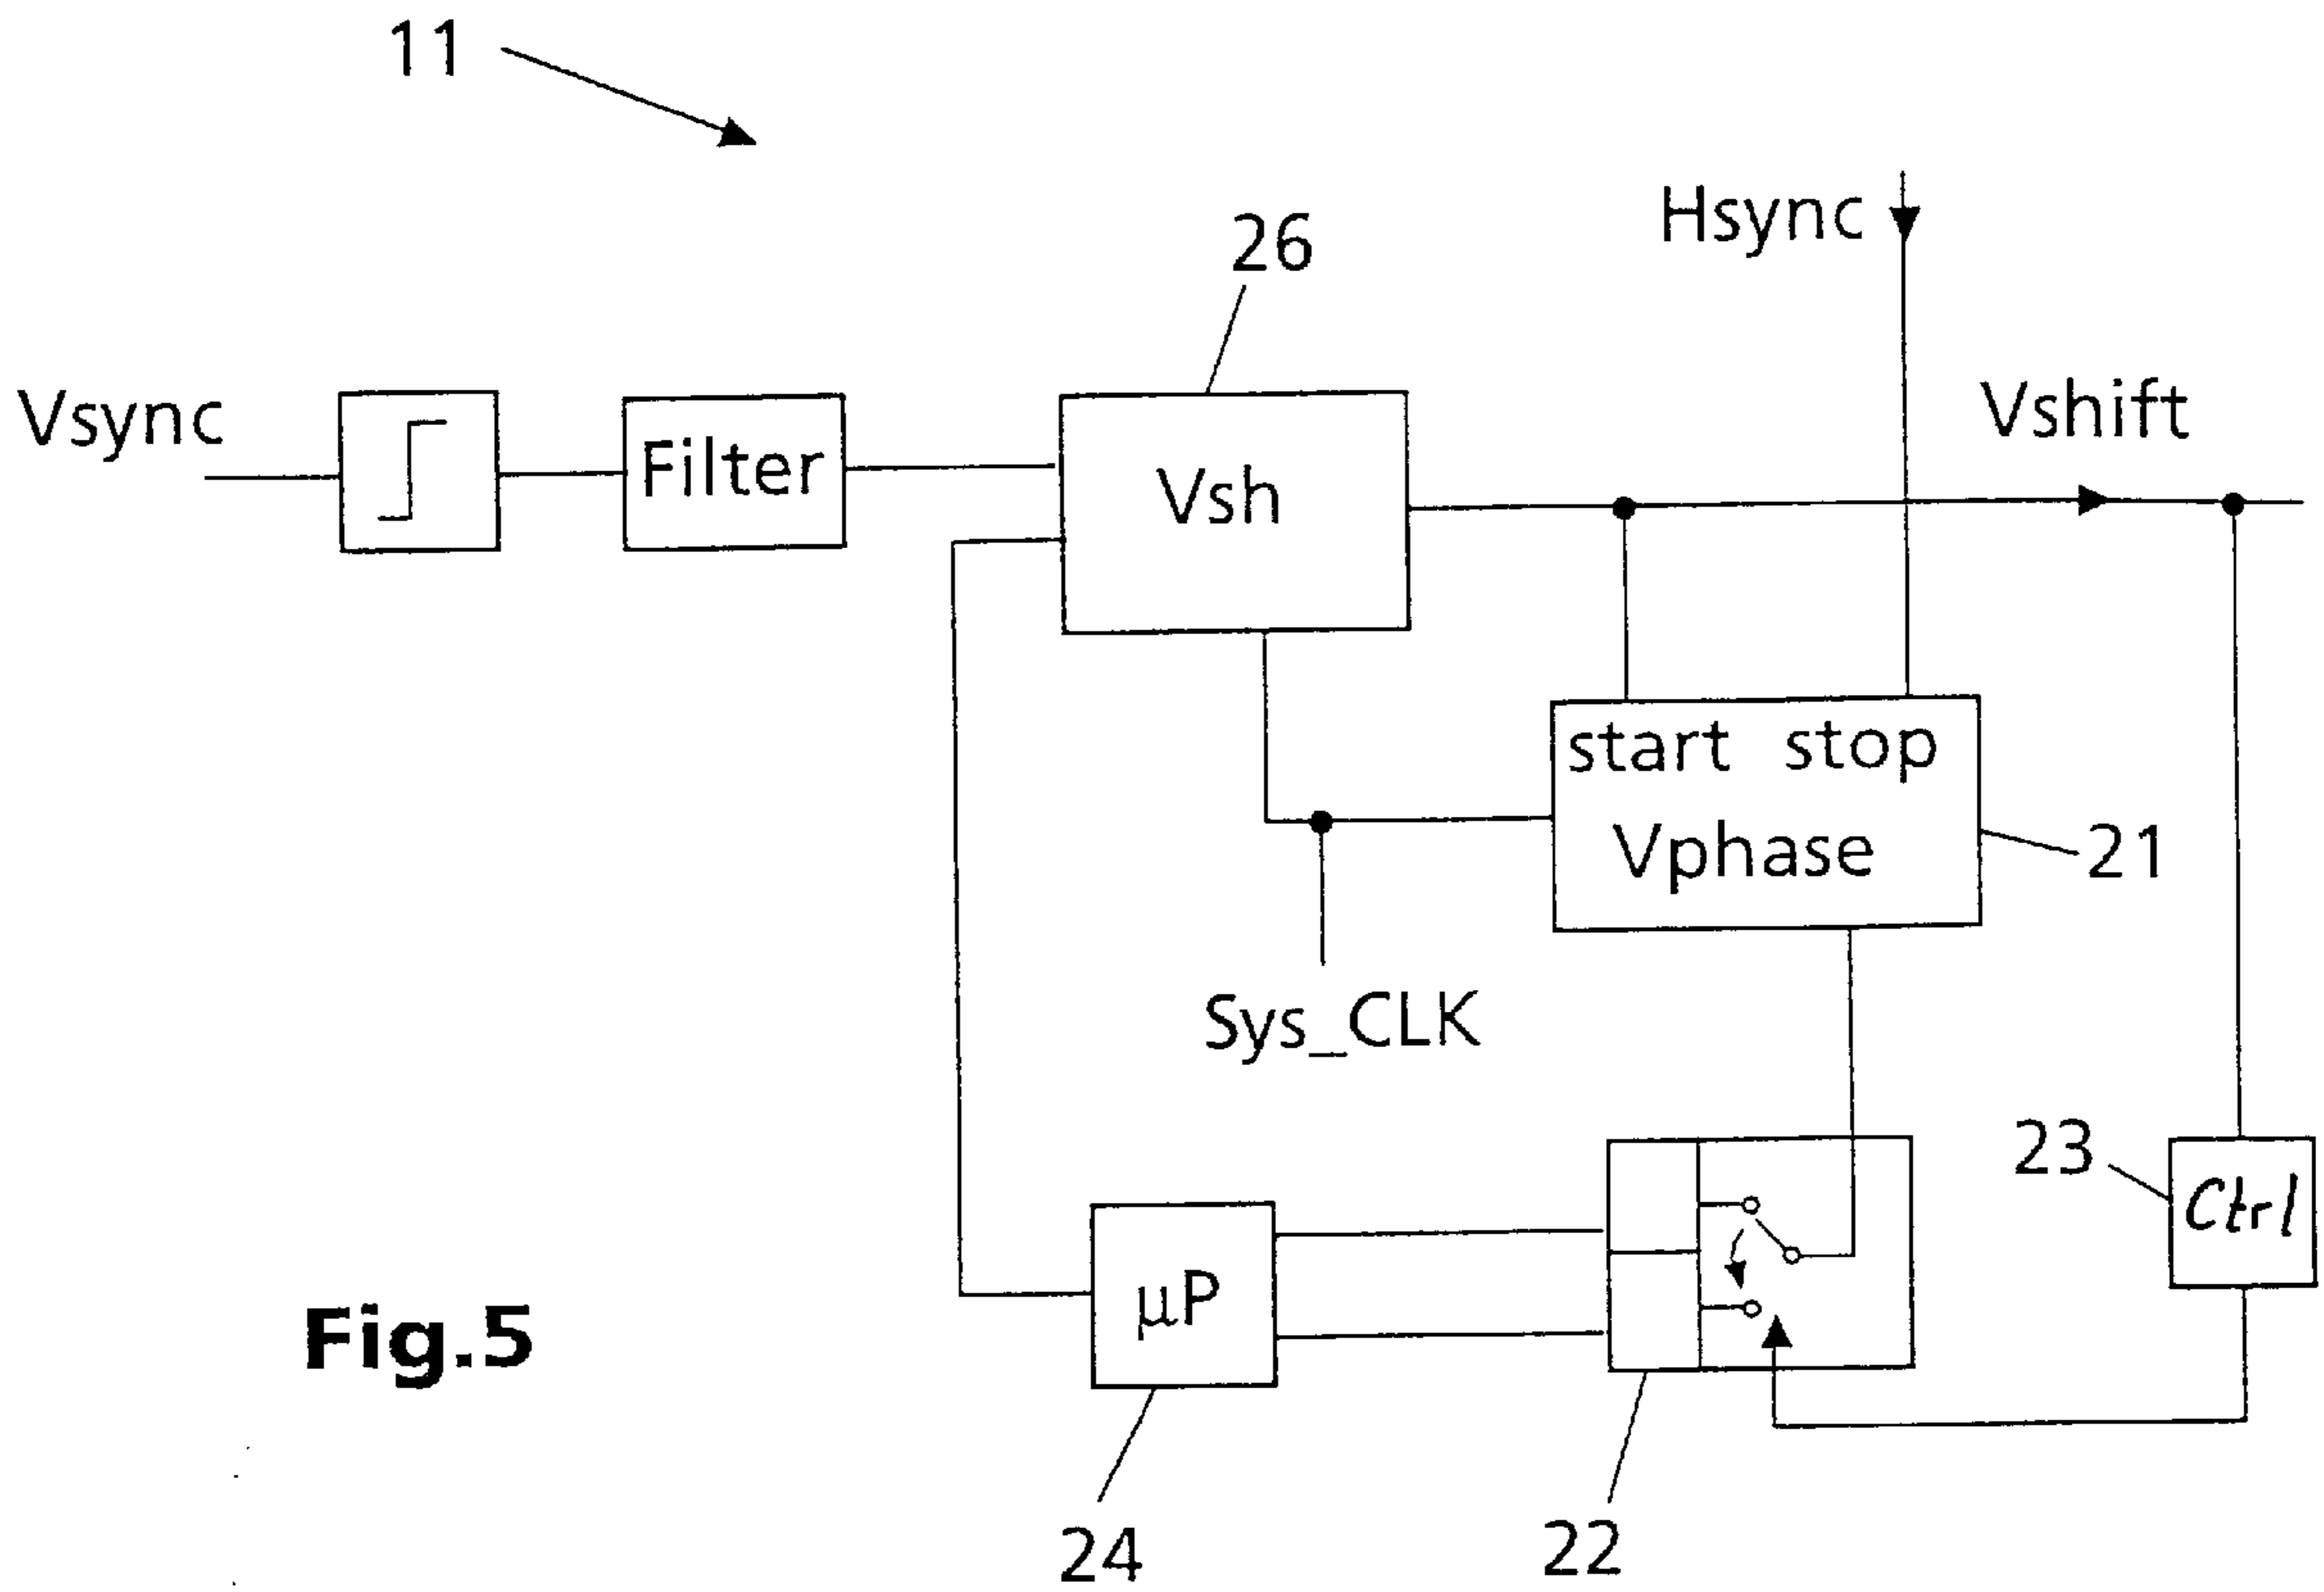 11
Hsync
26
Vsync
Filter
Vsh
Vshift
start stop
Vphase
21
Sys_CLK
23
Ctrl
µP
Fig.5
24
22